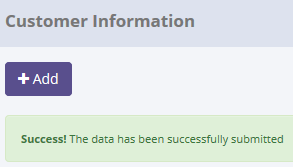 Customer Information
+ Add
Success! The data has been successfully submitted